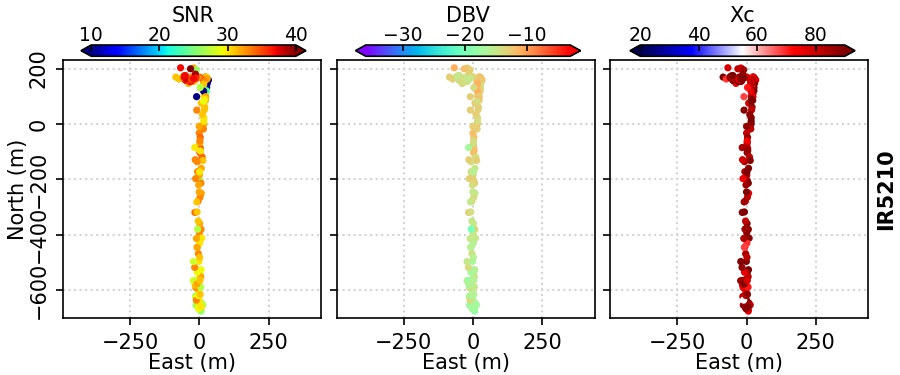 SNR DBV Xc
10 20 30 40 −30 −20 −10 20 40 60 80
200
0
−200
−400
−600
North (m)
IR5210
−250 0 250 −250 0 250 −250 0 250
East (m) East (m) East (m)